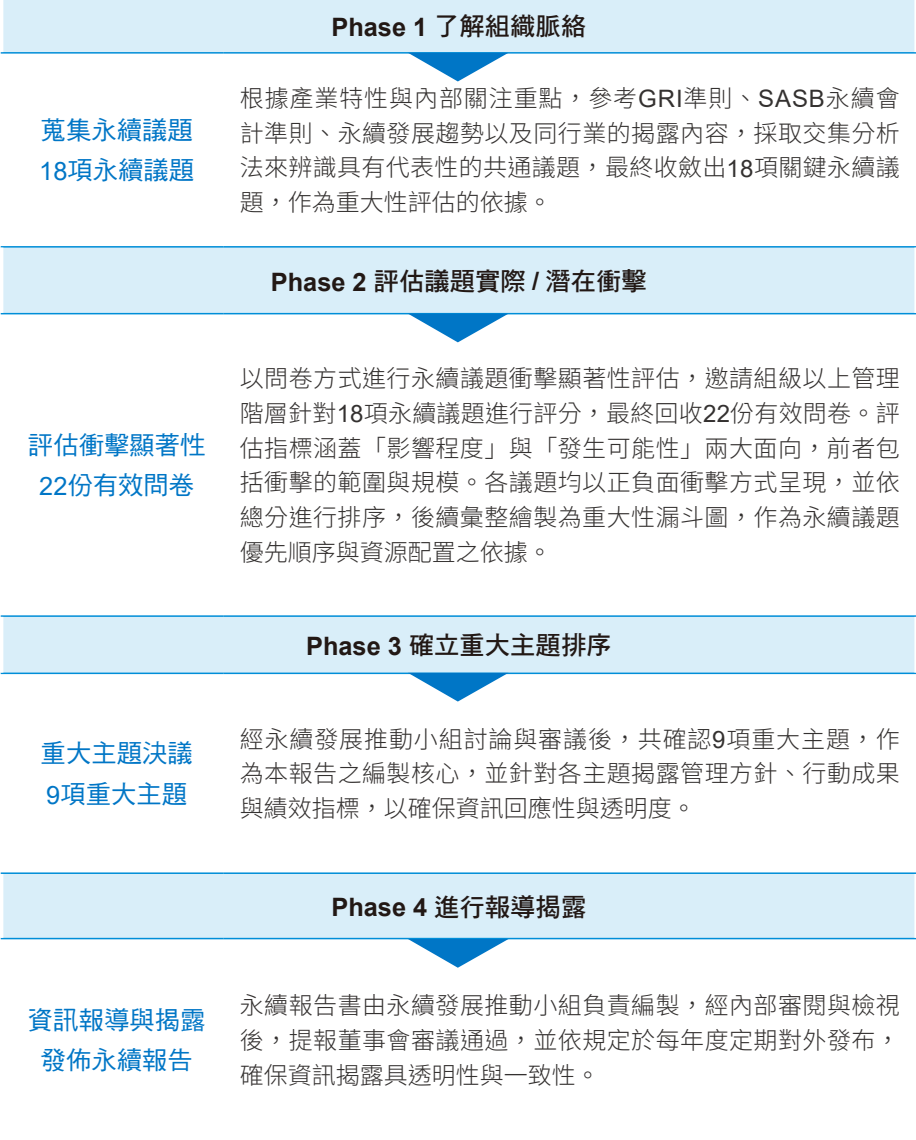 Phase 1 了解組織脈絡
蒐集永續議題
18項永續議題
根據產業特性與內部關注重點，參考GRI準則、SASB永續會
計準則、永續發展趨勢以及同行業的揭露內容，採取交集分析
法來辨識具有代表性的共通議題，最終收斂出18項關鍵永續議
題，作為重大性評估的依據。
Phase 2 評估議題實際 / 潛在衝擊
評估衝擊顯著性
22份有效問卷
以問卷方式進行永續議題衝擊顯著性評估，邀請組級以上管理
階層針對18項永續議題進行評分，最終回收22份有效問卷。評
估指標涵蓋「影響程度」與「發生可能性」兩大面向，前者包
括衝擊的範圍與規模。各議題均以正負面衝擊方式呈現，並依
總分進行排序，後續彙整繪製為重大性漏斗圖，作為永續議題
優先順序與資源配置之依據。
Phase 3 確立重大主題排序
重大主題決議
9項重大主題
經永續發展推動小組討論與審議後，共確認9項重大主題，作
為本報告之編製核心，並針對各主題揭露管理方針、行動成果
與績效指標，以確保資訊回應性與透明度。
Phase 4 進行報導揭露
資訊報導與揭露
發佈永續報告
永續報告書由永續發展推動小組負責編製，經內部審閱與檢視
後，提報董事會審議通過，並依規定於每年度定期對外發布，
確保資訊揭露具透明性與一致性。